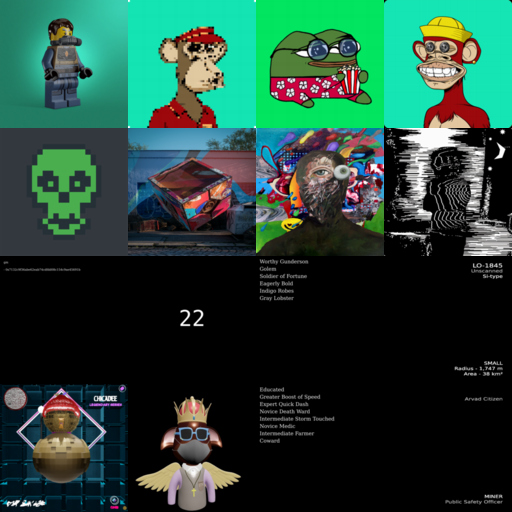 22
Worthy Gunderson
Golem
Soldier of Fortune
Eagerly Bold
Indigo Robes
Gray Lobster
LO-1845
Unscanned
Si-type
SMALL
Radius - 1,747 m
Area - 38 km²
CHICADEE
Educated
Greater Boost of Speed
Expert Quick Dash
Novice Death Ward
Intermediate Storm Touched
Novice Medic
Intermediate Farmer
Coward
Arvad Citizen
MINER
Public Safety Officer